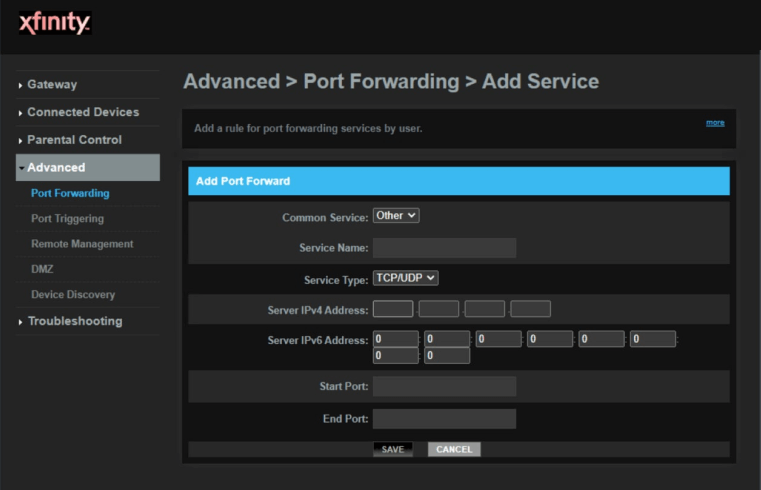 xfinity
Advanced > Port Forwarding > Add Service
Gateway
Connected Devices
Parental Control
Advanced
Port Forwarding
Port Triggering
Remote Management
DMZ
Device Discovery
Troubleshooting
Add a rule for port forwarding services by user.
more
Add Port Forward
Common Service: Other
Service Name:
Service Type: TCP/UDP
Server IPv4 Address: . . .
Server IPv6 Address: 0 : 0 : 0 : 0 : 0 : 0 :
0 : 0
Start Port:
End Port:
SAVE CANCEL